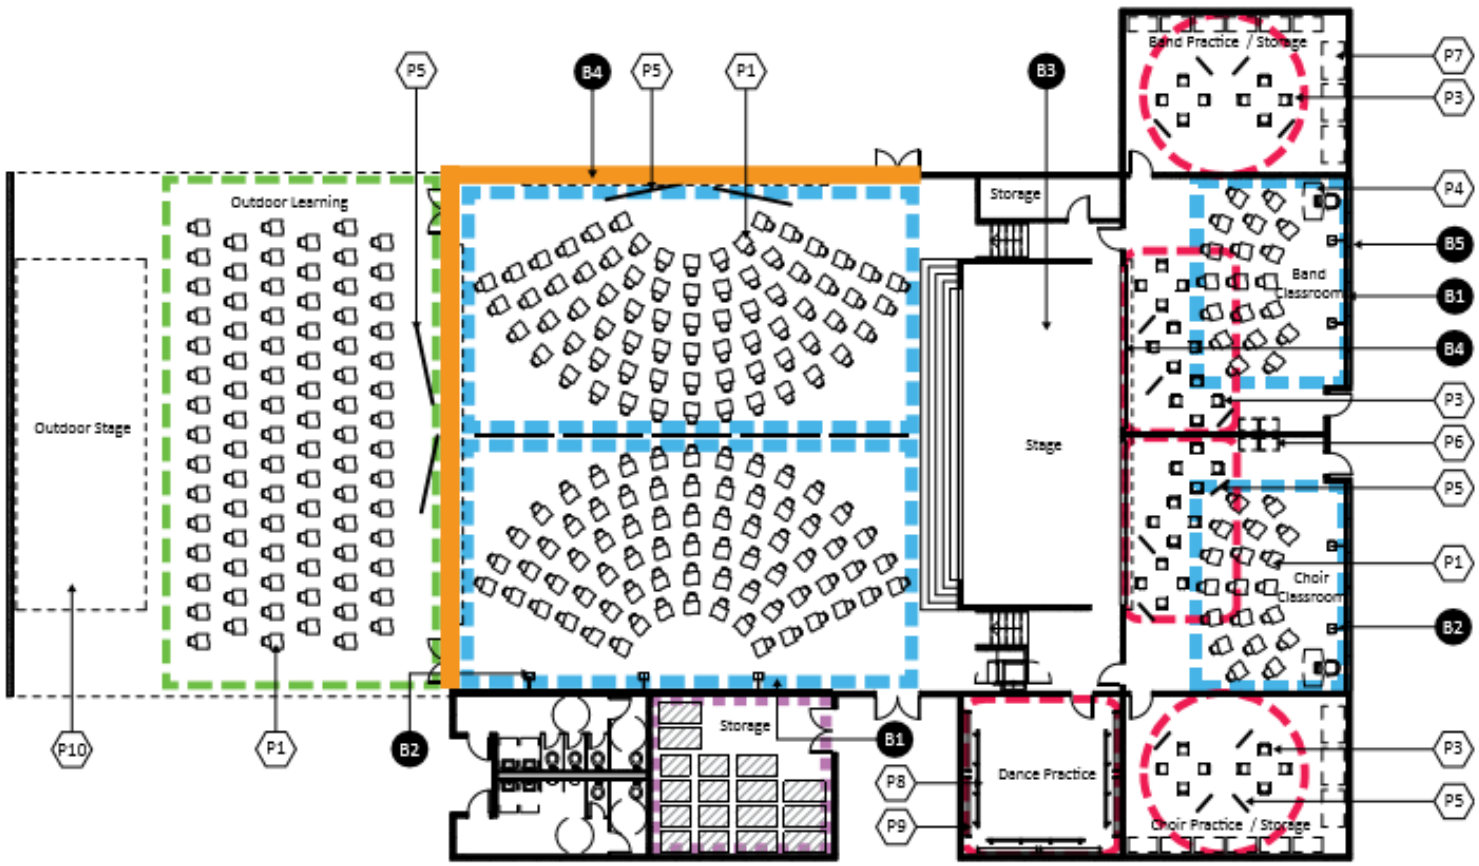 Band Practice / Storage
P5
B4
P5
P1
B3
P7
P3
P4
Storage
Outdoor Learning
B5
Band
Classroom
B1
B4
P3
Outdoor Stage
Stage
P6
P5
P1
Choir
Classroom
B2
Storage
P10
P1
B2
B1
P3
Dance Practice
P8
P5
P9
Choir Practice / Storage